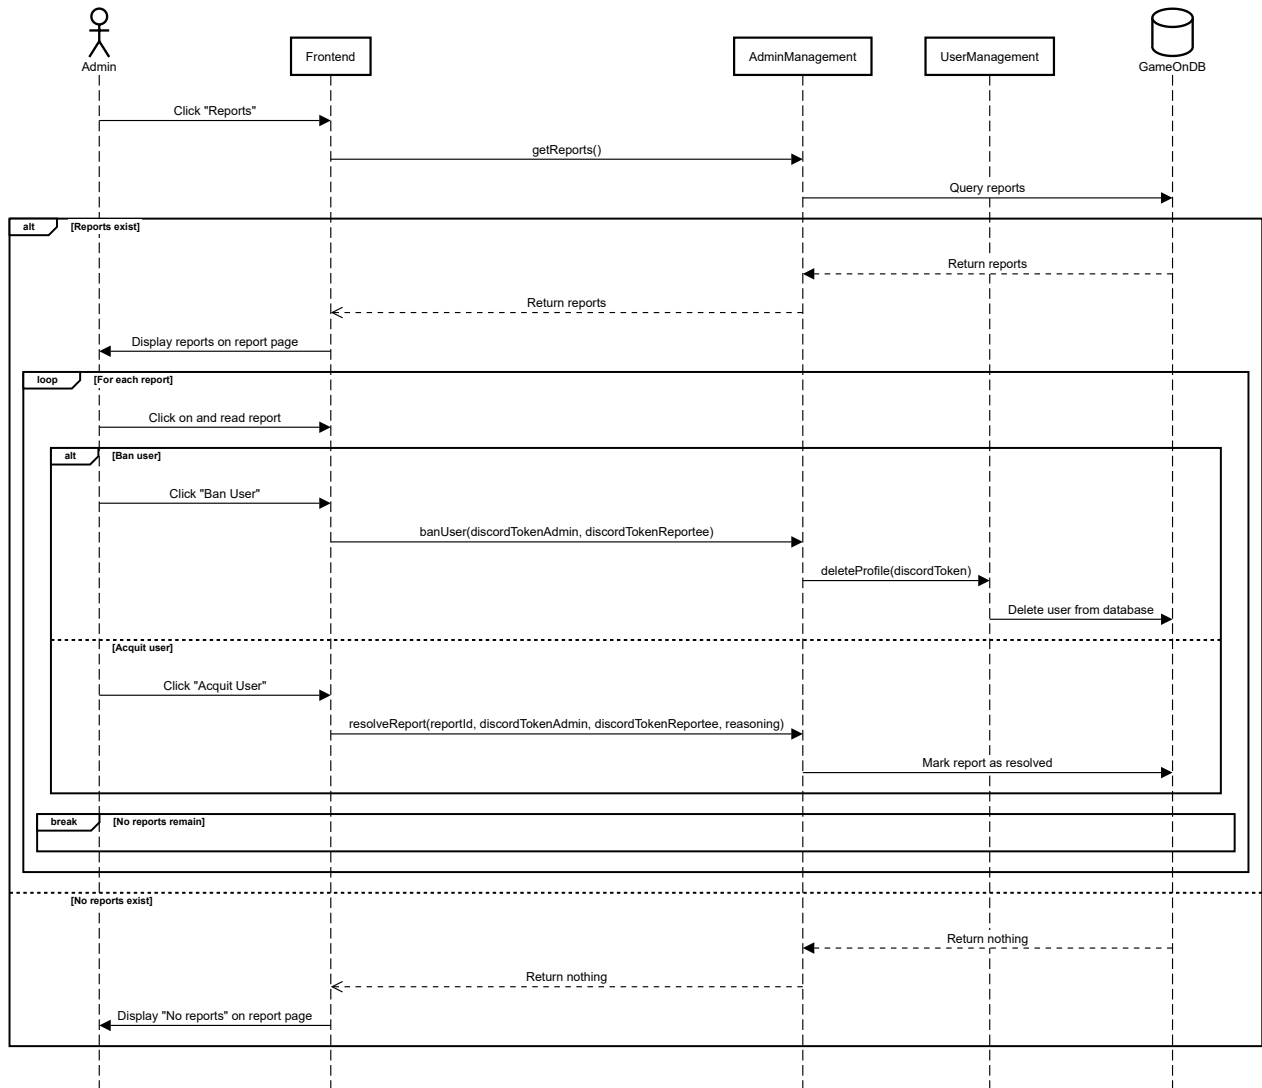 Admin
Frontend
AdminManagement
UserManagement
GameOnDB
Click "Reports"
getReports()
Query reports
alt
[Reports exist]
Return reports
Return reports
Display reports on report page
loop
[For each report]
Click on and read report
alt
[Ban user]
Click "Ban User"
banUser(discordTokenAdmin, discordTokenReportee)
deleteProfile(discordToken)
Delete user from database
[Acquit user]
Click "Acquit User"
resolveReport(reportId, discordTokenAdmin, discordTokenReportee, reasoning)
Mark report as resolved
break
[No reports remain]
[No reports exist]
Return nothing
Return nothing
Display "No reports" on report page